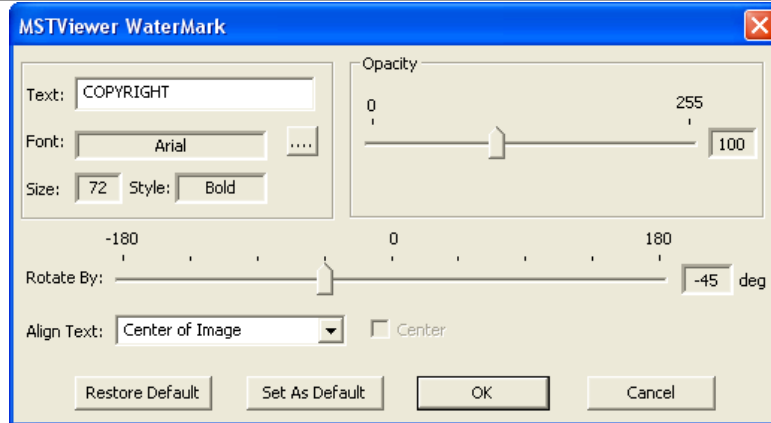 MSTViewer WaterMark
Text: COPYRIGHT
Font: Arial ....
Size: 72 Style: Bold
Opacity
0 255
100
-180 0 180
Rotate By: -45 deg
Align Text: Center of Image Center
Restore Default Set As Default OK Cancel